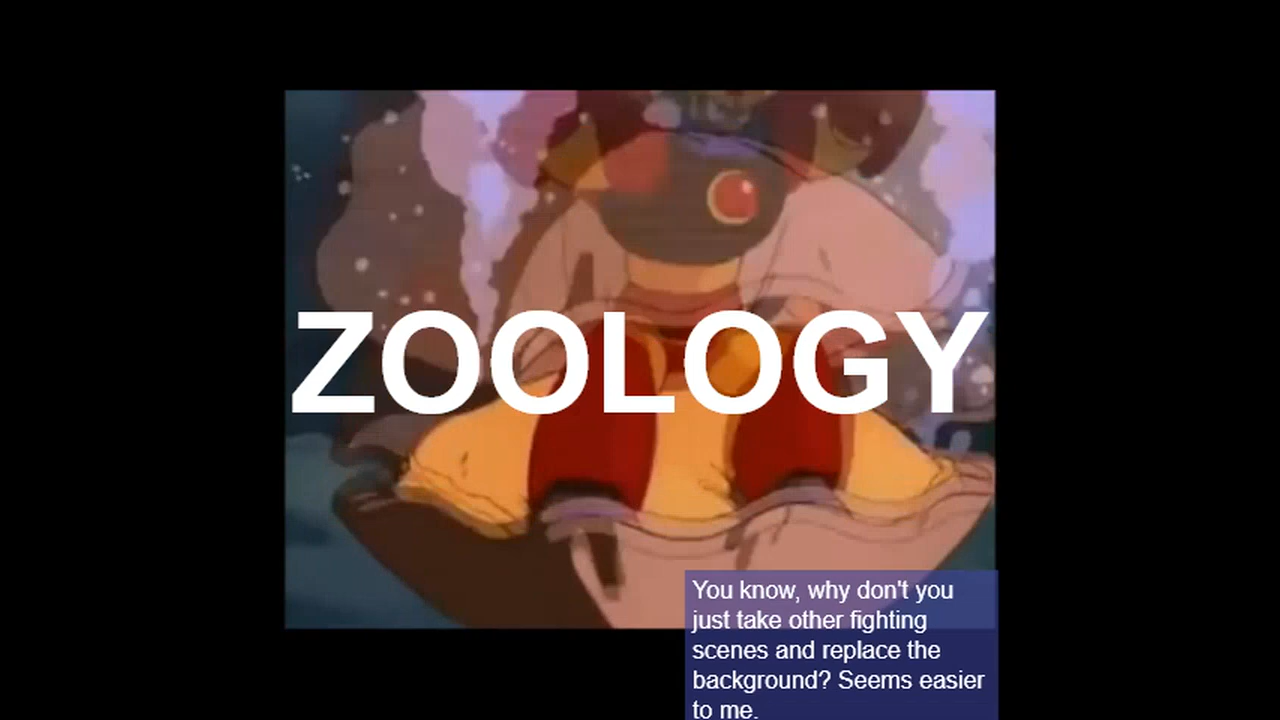 ZOOLOGY
You know, why don't you
just take other fighting
scenes and replace the
background? Seems easier
to me.